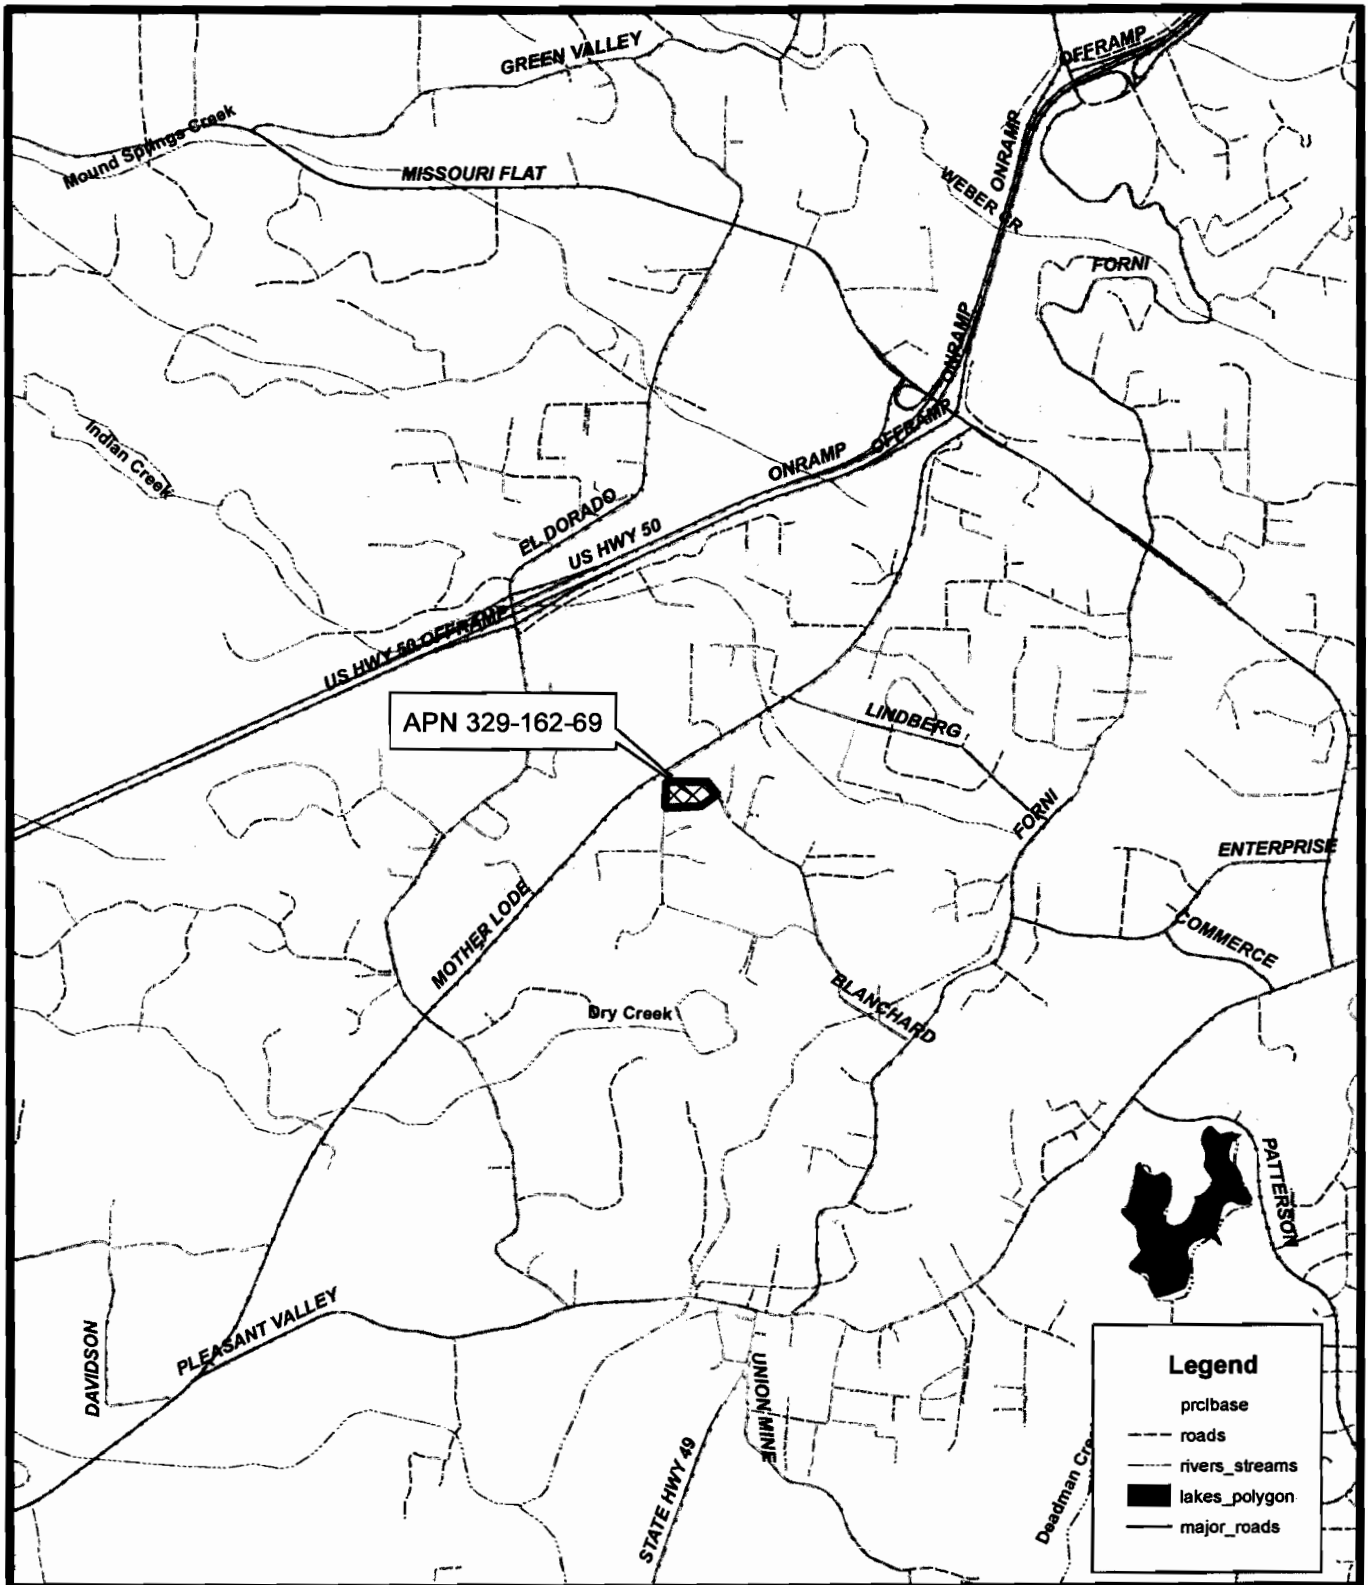 GREEN VALLEY
OFFRAMP
Mound Springs Creek
ONRAMP
MISSOURI FLAT
WEBER CR
FORNI
ONRAMP
Indian Creek
OFFRAMP
ONRAMP
EL DORADO
US HWY 50
US HWY 50 OFFRAMP
APN 329-162-69
LINDBERG
FORNI
ENTERPRISE
MOTHER LODE
COMMERCE
BLANCHARD
Dry Creek
PATTERSON
PLEASANT VALLEY
DAVIDSON
UNION MINE
STATE HWY 49
Deadman Cre
Legend
prclbase
roads
rivers_streams
lakes_polygon
major_roads